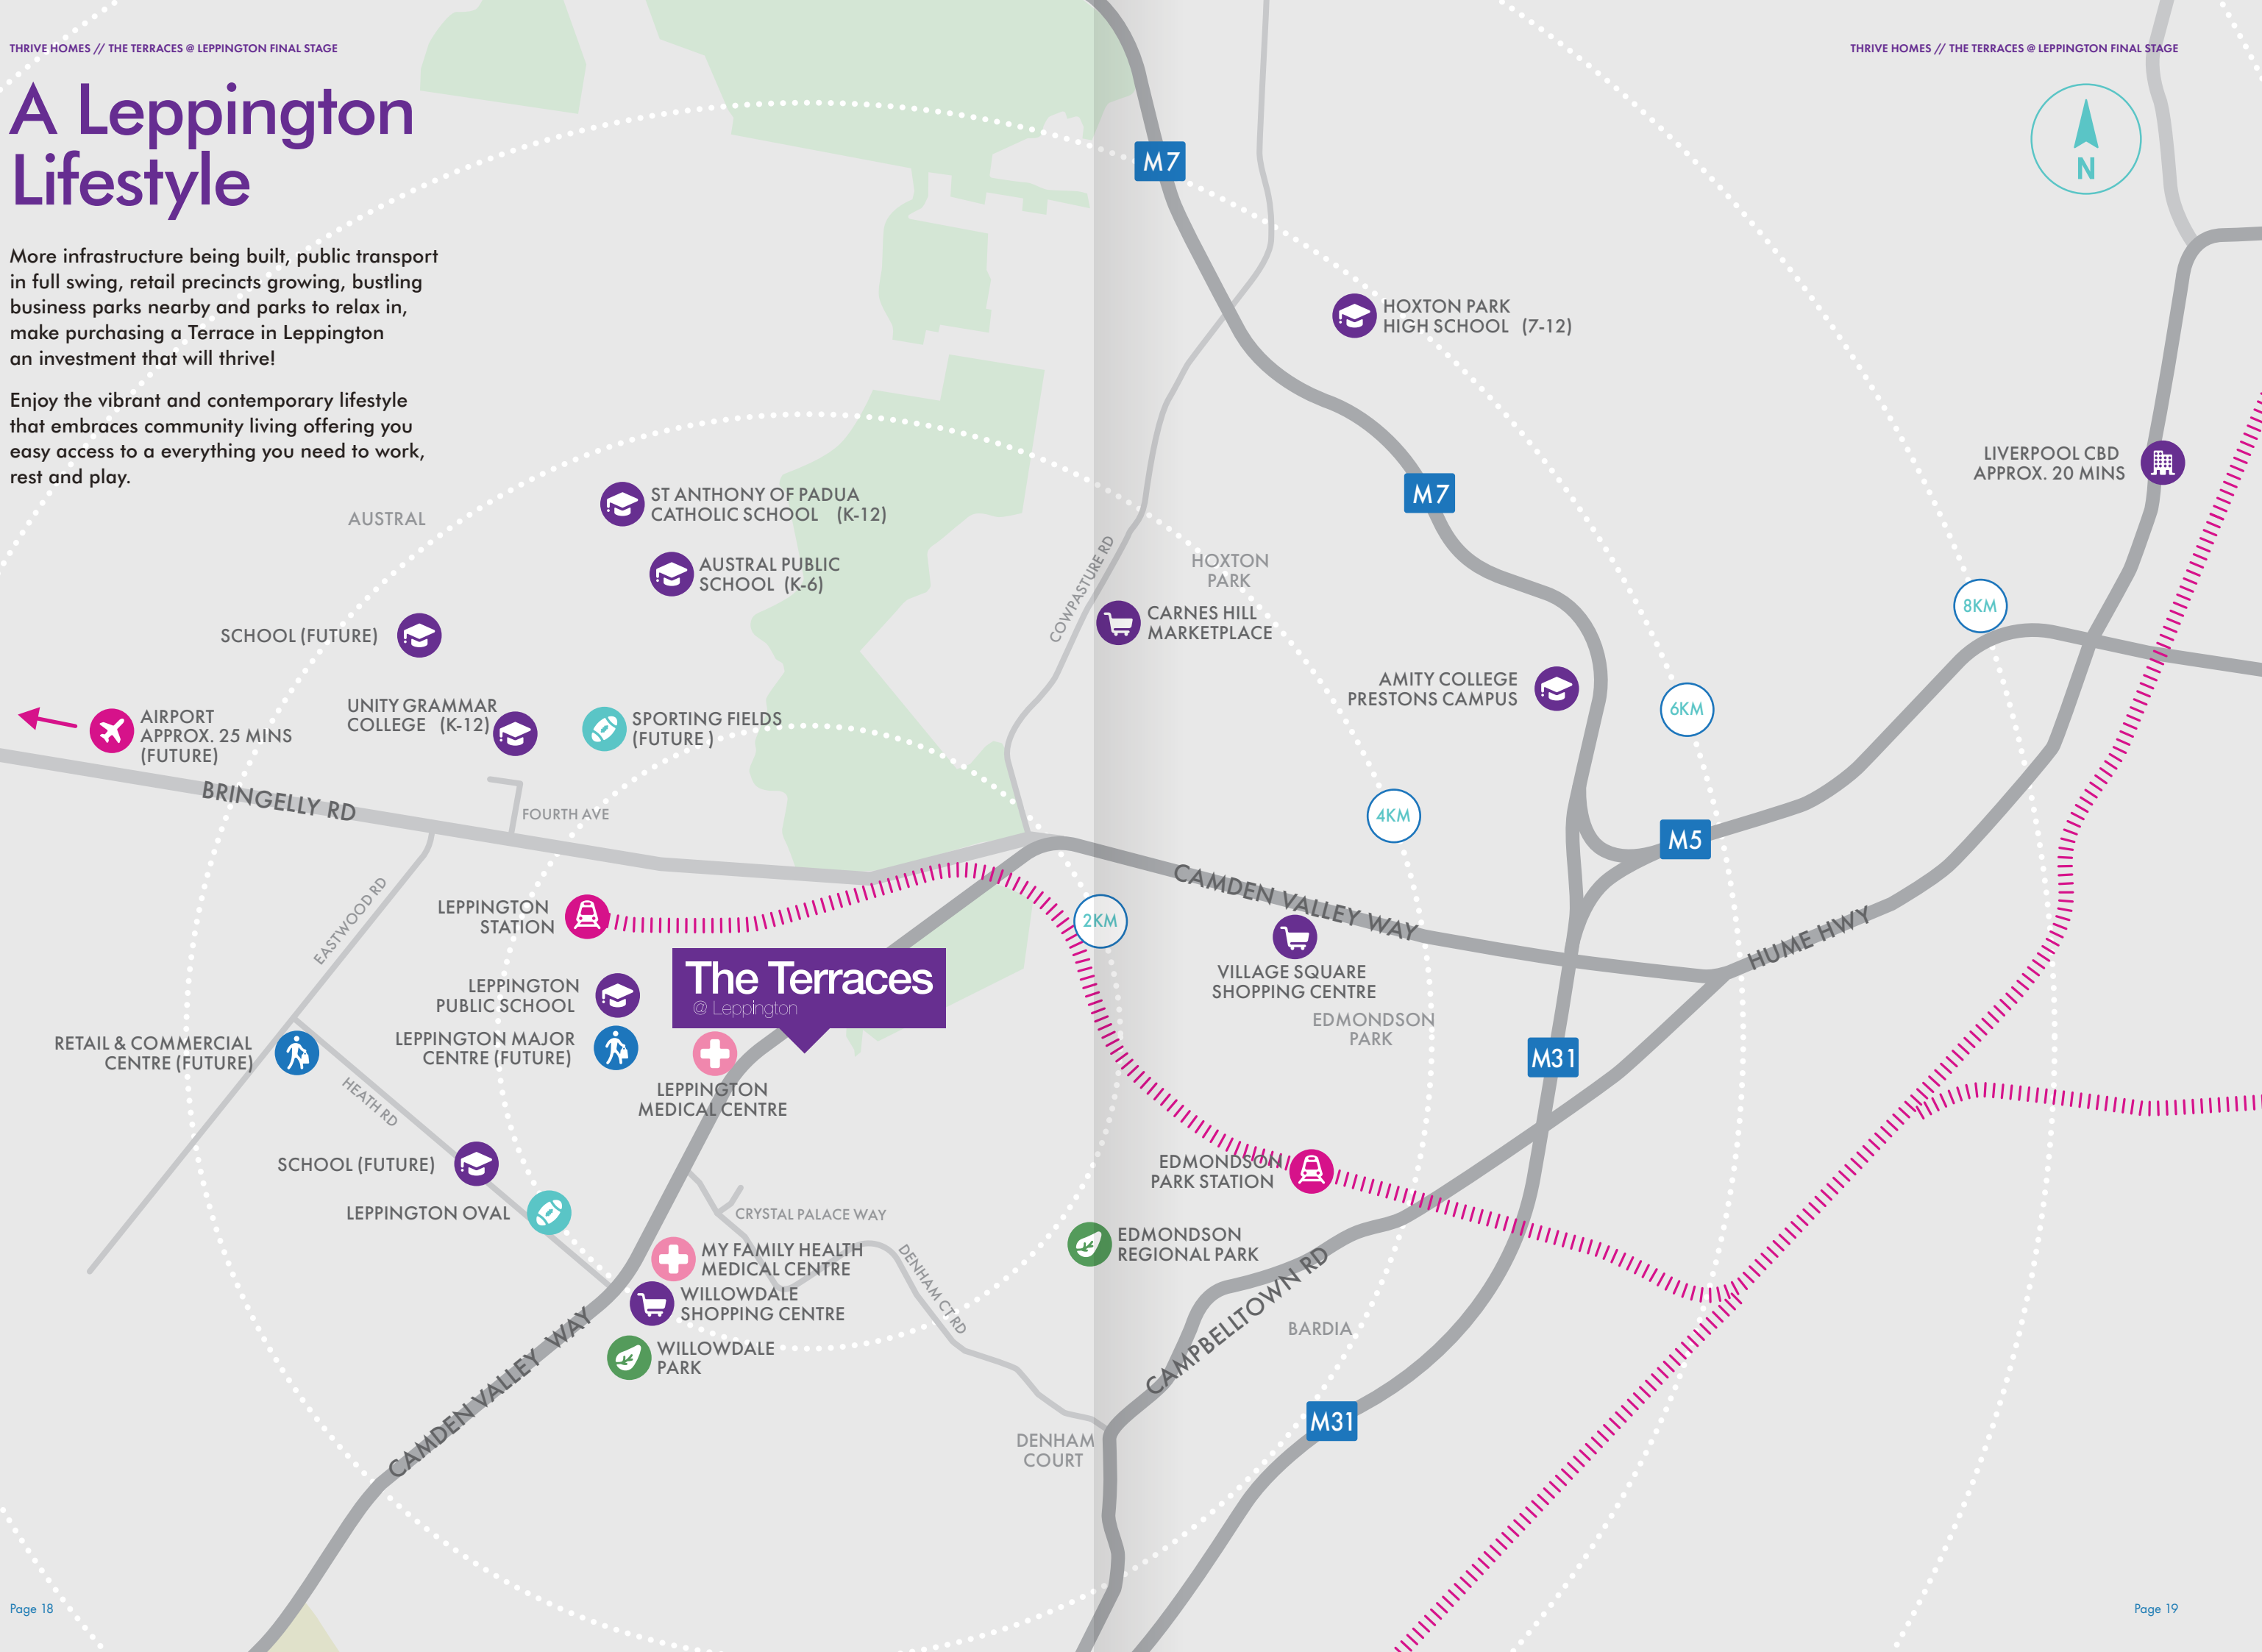 THRIVE HOMES // THE TERRACES @ LEPPINGTON FINAL STAGE
THRIVE HOMES // THE TERRACES @ LEPPINGTON FINAL STAGE
A Leppington
Lifestyle
More infrastructure being built, public transport
in full swing, retail precincts growing, bustling
business parks nearby and parks to relax in,
make purchasing a Terrace in Leppington
an investment that will thrive!
Enjoy the vibrant and contemporary lifestyle
that embraces community living offering you
easy access to a everything you need to work,
rest and play.
N
M7
HOXTON PARK
HIGH SCHOOL (7-12)
LIVERPOOL CBD
APPROX. 20 MINS
M7
ST ANTHONY OF PADUA
CATHOLIC SCHOOL (K-12)
AUSTRAL
AUSTRAL PUBLIC
SCHOOL (K-6)
COWPASTURE RD
HOXTON
PARK
CARNES HILL
MARKETPLACE
8KM
SCHOOL (FUTURE)
AMITY COLLEGE
PRESTONS CAMPUS
6KM
AIRPORT
APPROX. 25 MINS
(FUTURE)
UNITY GRAMMAR
COLLEGE (K-12)
SPORTING FIELDS
(FUTURE )
BRINGELLY RD
FOURTH AVE
4KM
M5
EASTWOOD RD
LEPPINGTON
STATION
2KM
CAMDEN VALLEY WAY
HUME HWY
VILLAGE SQUARE
SHOPPING CENTRE
The Terraces
@ Leppington
LEPPINGTON
PUBLIC SCHOOL
EDMONDSON
PARK
RETAIL & COMMERCIAL
CENTRE (FUTURE)
LEPPINGTON MAJOR
CENTRE (FUTURE)
M31
HEATH RD
LEPPINGTON
MEDICAL CENTRE
SCHOOL (FUTURE)
EDMONDSON
PARK STATION
LEPPINGTON OVAL
CRYSTAL PALACE WAY
MY FAMILY HEALTH
MEDICAL CENTRE
DENHAM CT RD
EDMONDSON
REGIONAL PARK
WILLOWDALE
SHOPPING CENTRE
CAMPBELLTOWN RD
BARDIA
WILLOWDALE
PARK
CAMDEN VALLEY WAY
M31
DENHAM
COURT
Page 18
Page 19